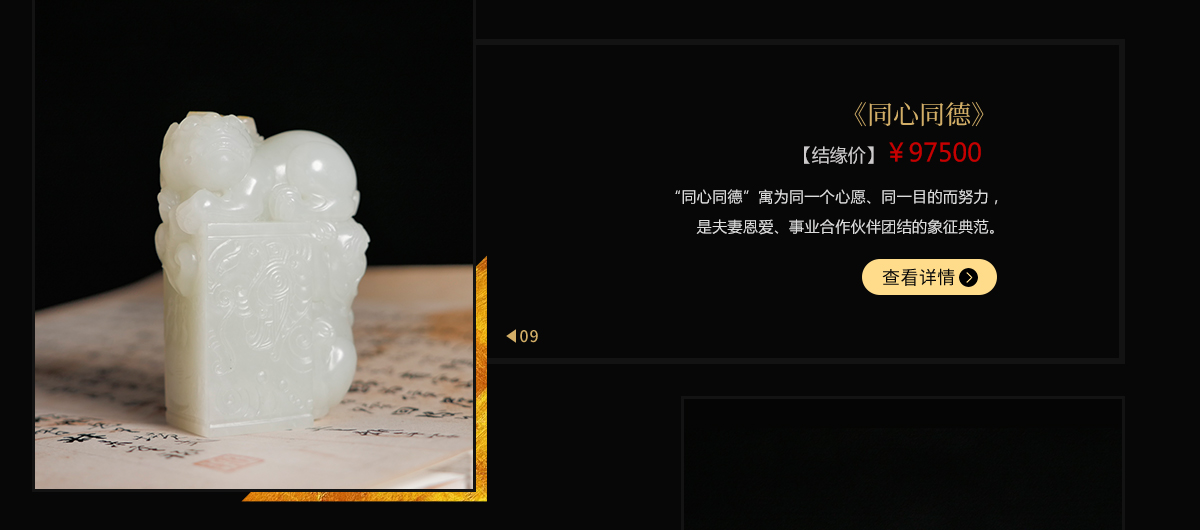 《同心同德》
【结缘价】￥97500
“同心同德”寓为同一个心愿、同一目的而努力，
是夫妻恩爱、事业合作伙伴团结的象征典范。
查看详情
09